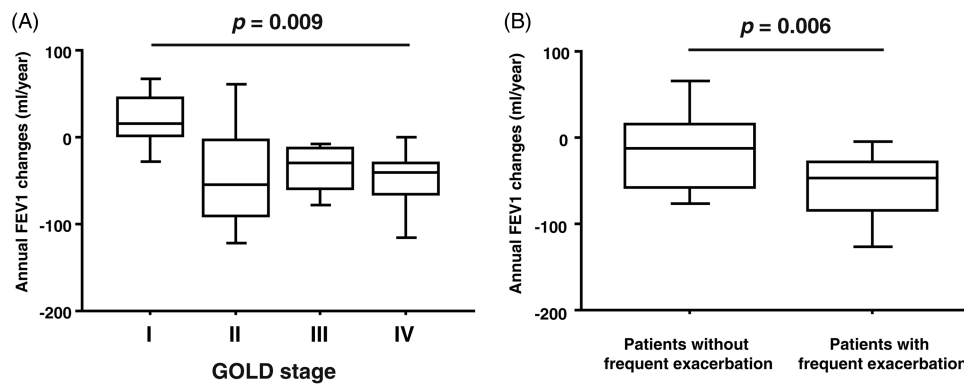 (A)
p = 0.009
Annual FEV1 changes (ml/year)
100
0
-100
-200
I II III IV
GOLD stage
(B)
p = 0.006
Annual FEV1 changes (ml/year)
100
0
-100
-200
Patients without
frequent exacerbation
Patients with
frequent exacerbation